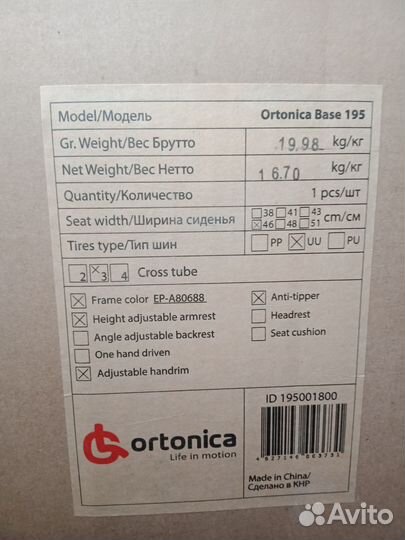 Model/Модель Ortonica Base 195
Gr. Weight/Вес Брутто 19.98 kg/кг
Net Weight/Вес Нетто 16.70 kg/кг
Quantity/Количество 1 pcs/шт
Seat width/Ширина сиденья 38 41 43 46 48 51 cm/см
Tires type/Тип шин PP UU PU
2 3 4 Cross tube
Frame color EP-A80688 Anti-tipper
Height adjustable armrest Headrest
Angle adjustable backrest Seat cushion
One hand driven
Adjustable handrim
ID 195001800
ortonica
Life in motion
Made in China/
Сделано в КНР
Avito